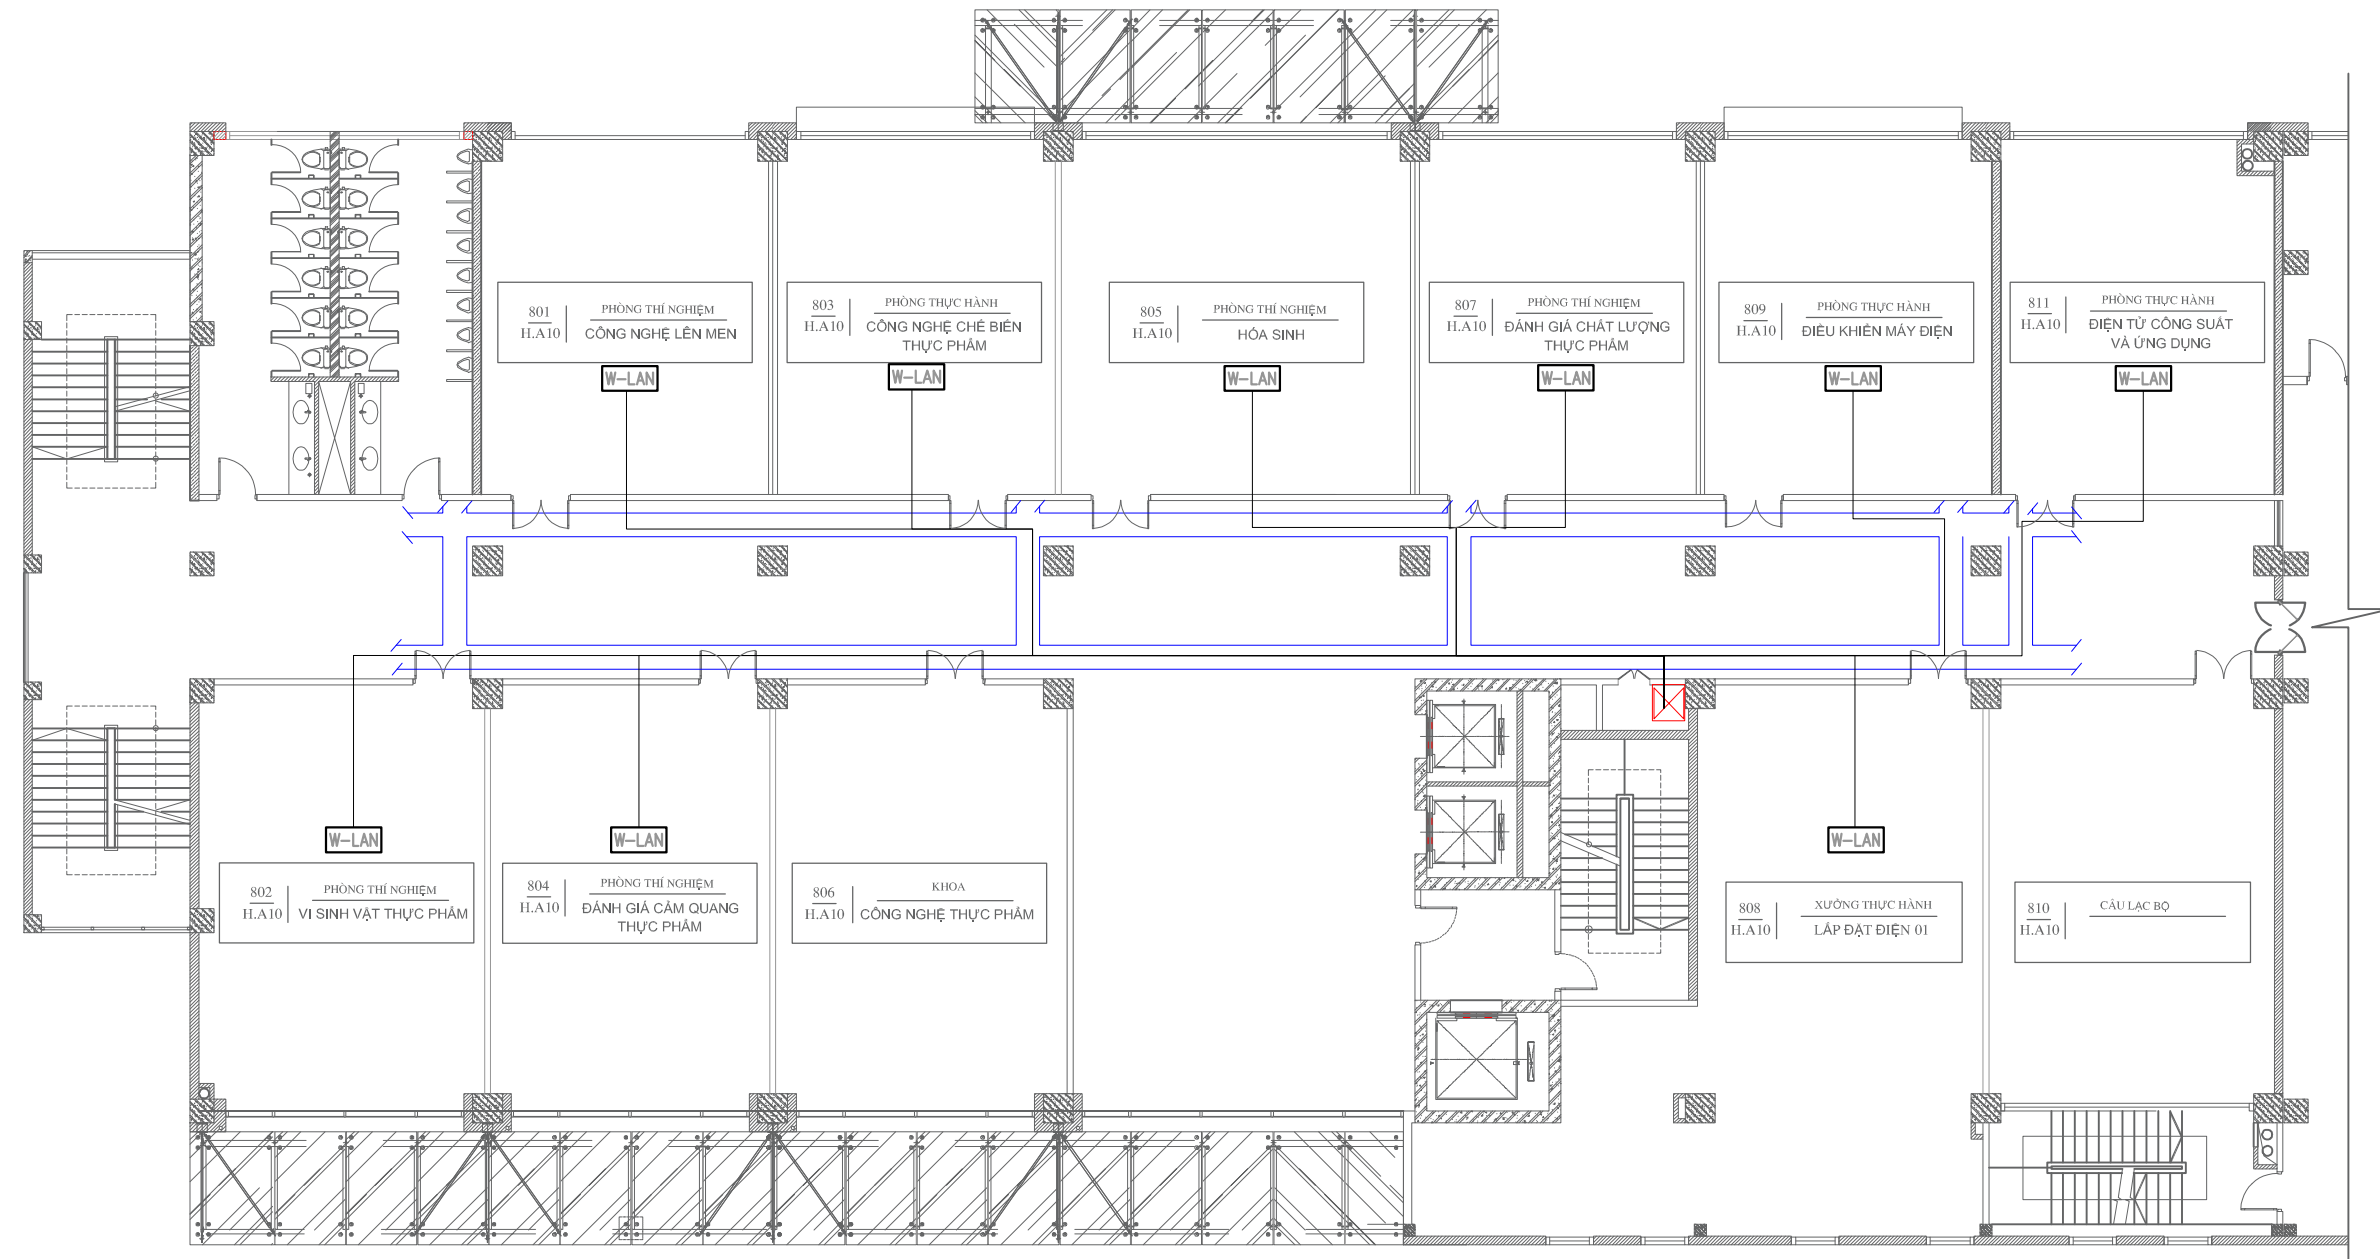 801
H.A10
PHÒNG THÍ NGHIỆM
CÔNG NGHỆ LÊN MEN
803
H.A10
PHÒNG THỰC HÀNH
CÔNG NGHỆ CHẾ BIẾN
THỰC PHẨM
805
H.A10
PHÒNG THÍ NGHIỆM
HÓA SINH
807
H.A10
PHÒNG THÍ NGHIỆM
ĐÁNH GIÁ CHẤT LƯỢNG
THỰC PHẨM
809
H.A10
PHÒNG THỰC HÀNH
ĐIỀU KHIỂN MÁY ĐIỆN
811
H.A10
PHÒNG THỰC HÀNH
ĐIỆN TỬ CÔNG SUẤT
VÀ ỨNG DỤNG
W-LAN
W-LAN
W-LAN
W-LAN
W-LAN
W-LAN
W-LAN
W-LAN
W-LAN
802
H.A10
PHÒNG THÍ NGHIỆM
VI SINH VẬT THỰC PHẨM
804
H.A10
PHÒNG THÍ NGHIỆM
ĐÁNH GIÁ CẢM QUANG
THỰC PHẨM
806
H.A10
KHOA
CÔNG NGHỆ THỰC PHẨM
808
H.A10
XƯỞNG THỰC HÀNH
LẮP ĐẶT ĐIỆN 01
810
H.A10
CÂU LẠC BỘ